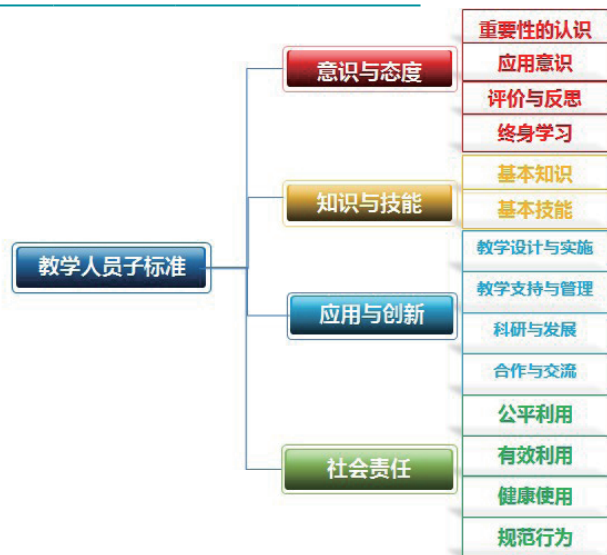 教学人员子标准
意识与态度
重要性的认识
应用意识
评价与反思
终身学习
知识与技能
基本知识
基本技能
应用与创新
教学设计与实施
教学支持与管理
科研与发展
合作与交流
社会责任
公平利用
有效利用
健康使用
规范行为